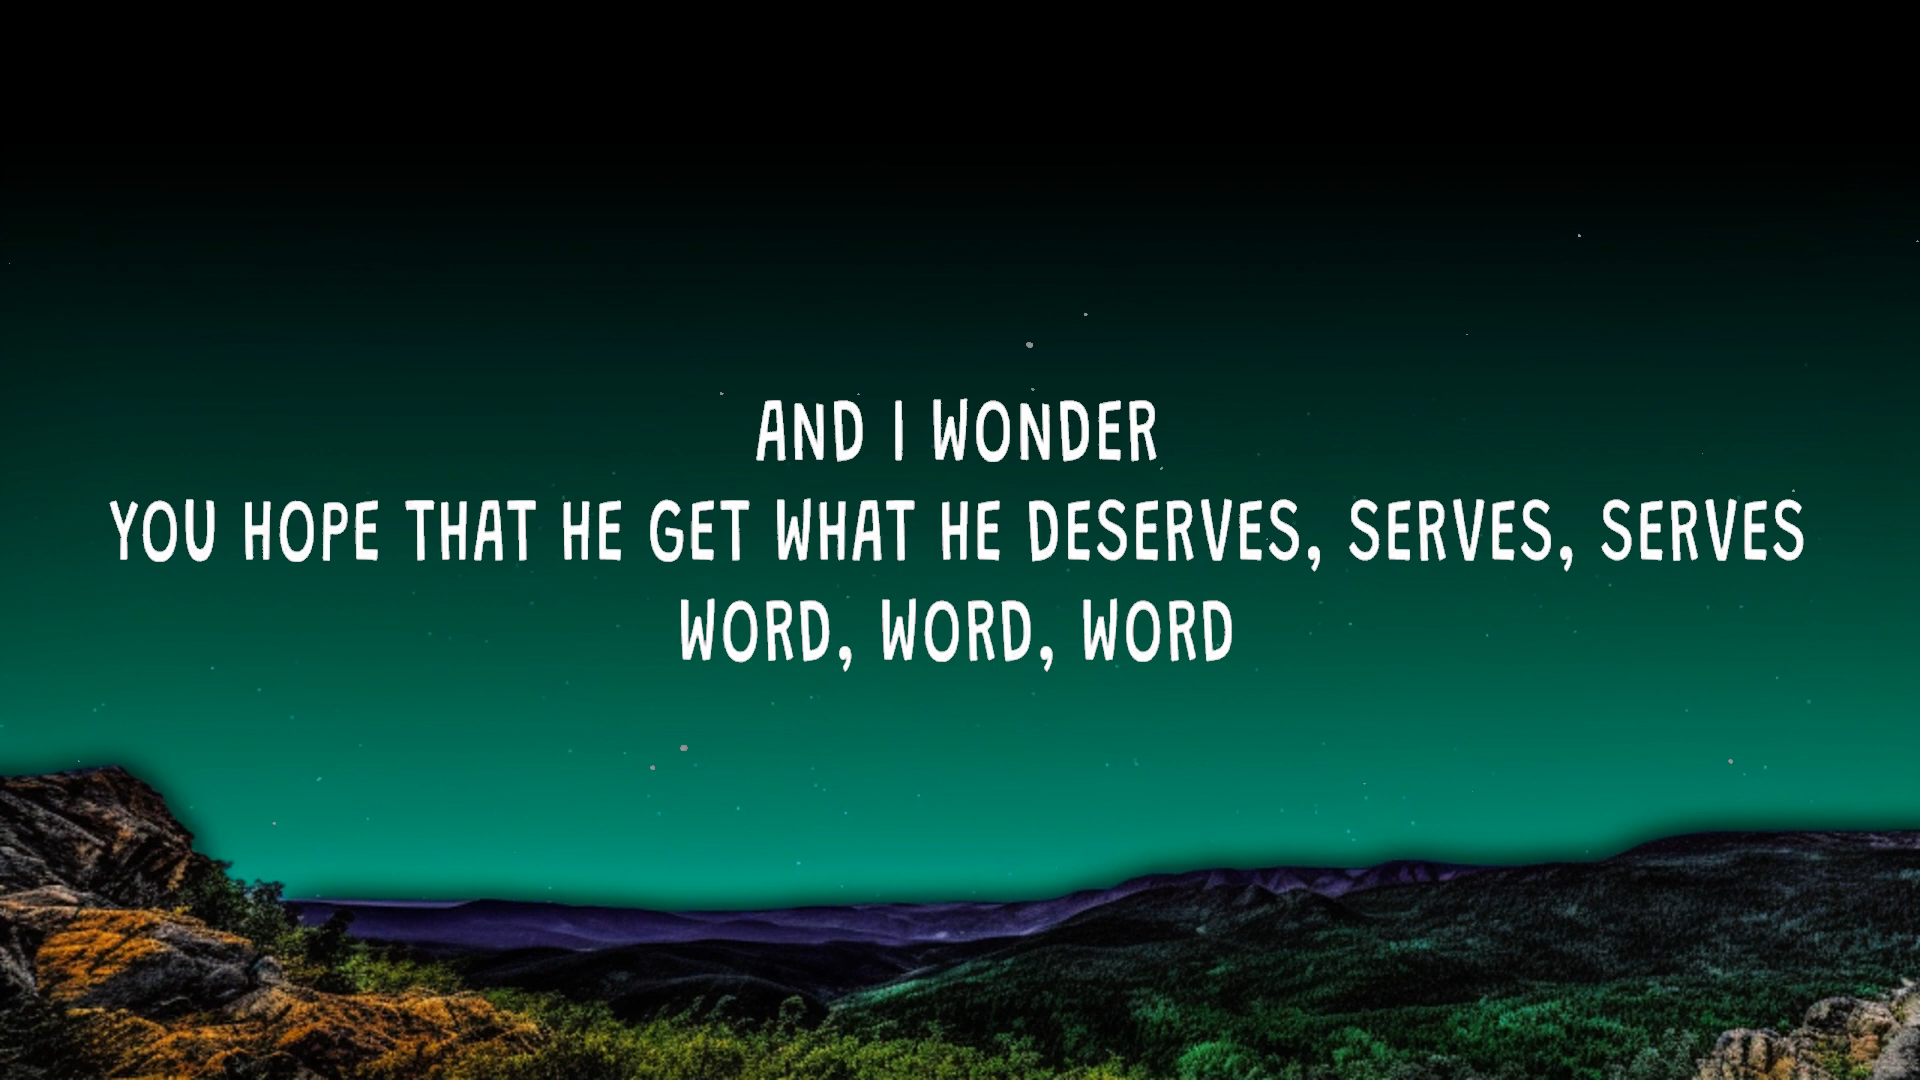 AND I WONDER
YOU HOPE THAT HE GET WHAT HE DESERVES, SERVES, SERVES
WORD, WORD, WORD